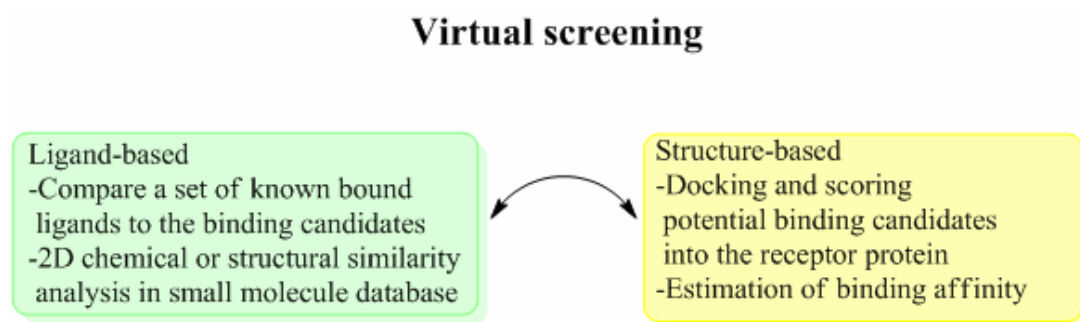 Virtual screening
Ligand-based
-Compare a set of known bound
ligands to the binding candidates
-2D chemical or structural similarity
analysis in small molecule database
Structure-based
-Docking and scoring
potential binding candidates
into the receptor protein
-Estimation of binding affinity